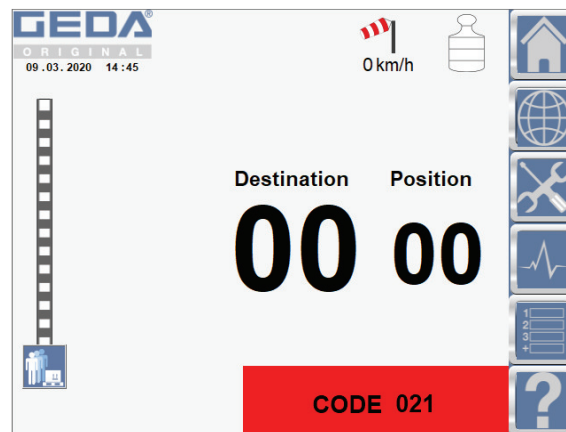 GEDA®
ORIGINAL
09.03.2020 14:45
0 km/h
Destination Position
00 00
1
2
3
+
?
CODE 021